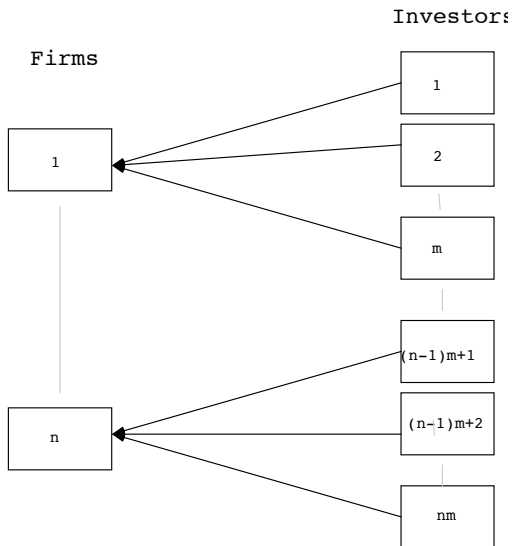 Investors
Firms
1
1
2
m
(n-1)m+1
n
(n-1)m+2
nm